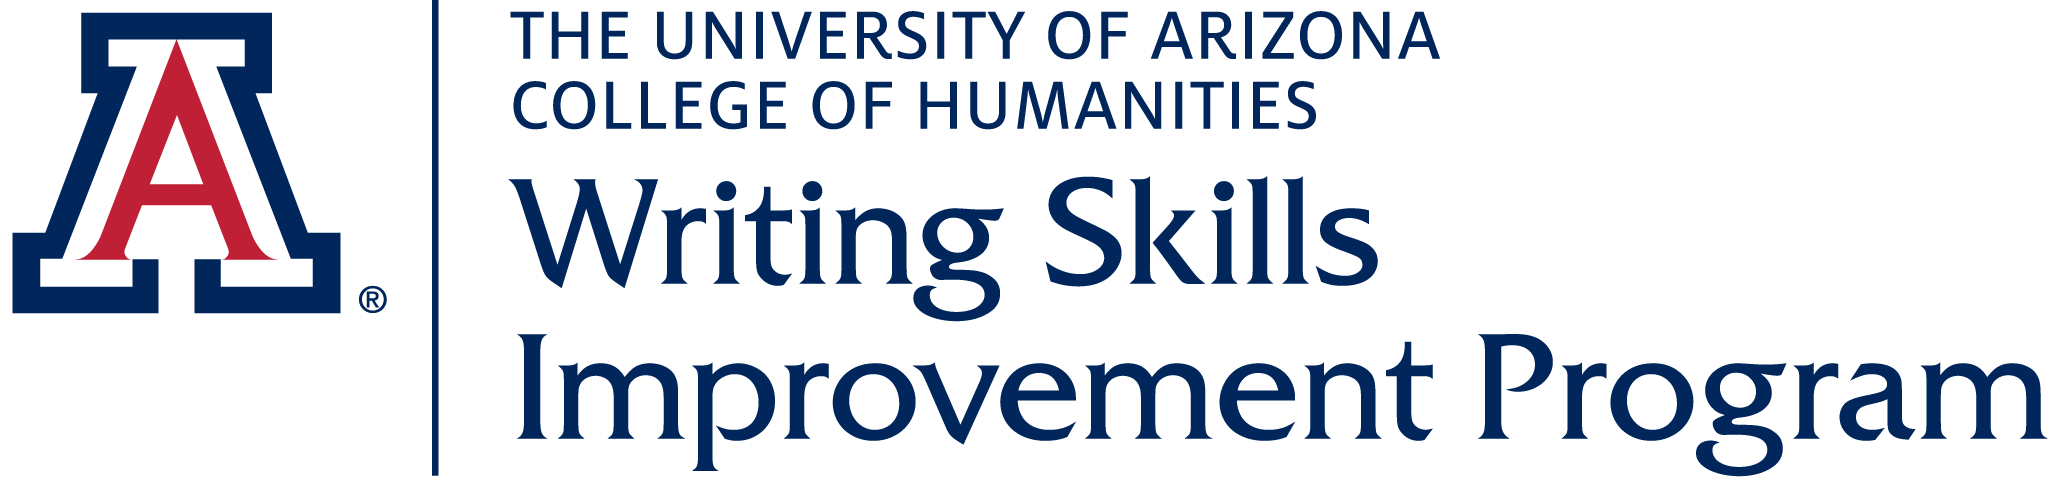 A
®
THE UNIVERSITY OF ARIZONA
COLLEGE OF HUMANITIES
Writing Skills
Improvement Program